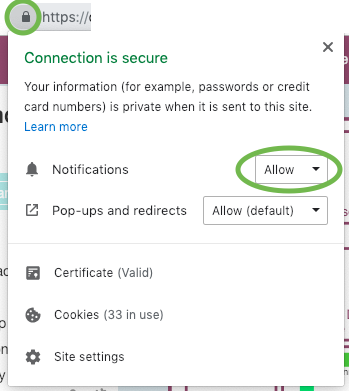 https://
Connection is secure
Your information (for example, passwords or credit
card numbers) is private when it is sent to this site.
Learn more
Notifications
Allow
Pop-ups and redirects
Allow (default)
Certificate (Valid)
Cookies (33 in use)
Site settings